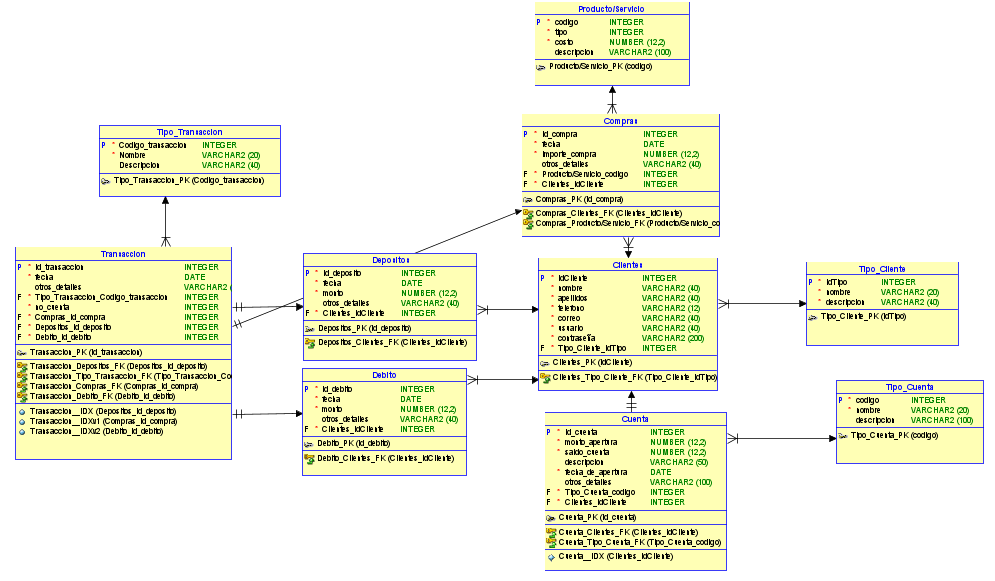 Producto/Servicio
P * codigo INTEGER
* tipo INTEGER
* costo NUMBER (12,2)
descripcion VARCHAR2 (100)
Producto/Servicio_PK (codigo)
Compras
P * id_compra INTEGER
* fecha DATE
* importe_compra NUMBER (12,2)
otros_detalles VARCHAR2 (40)
F * Producto/Servicio_codigo INTEGER
F * Clientes_idCliente INTEGER
Compras_PK (id_compra)
Compras_Clientes_FK (Clientes_idCliente)
Compras_Producto/Servicio_FK (Producto/Servicio_co
Tipo_Transaccion
P * Codigo_transaccion INTEGER
* Nombre VARCHAR2 (20)
Descripcion VARCHAR2 (40)
Tipo_Transaccion_PK (Codigo_transaccion)
Transaccion
P * id_transaccion INTEGER
* fecha DATE
otros_detalles VARCHAR2 (
F * Tipo_Transaccion_Codigo_transaccion INTEGER
* no_cuenta INTEGER
F * Compras_id_compra INTEGER
F * Depositos_id_deposito INTEGER
F * Debito_id_debito INTEGER
Transaccion_PK (id_transaccion)
Transaccion_Depositos_FK (Depositos_id_deposito)
Transaccion_Tipo_Transaccion_FK (Tipo_Transaccion_Co
Transaccion_Compras_FK (Compras_id_compra)
Transaccion_Debito_FK (Debito_id_debito)
Transaccion__IDX (Depositos_id_deposito)
Transaccion__IDXv1 (Compras_id_compra)
Transaccion__IDXv2 (Debito_id_debito)
Depositos
P * id_deposito INTEGER
* fecha DATE
* monto NUMBER (12,2)
otros_detalles VARCHAR2 (40)
F * Clientes_idCliente INTEGER
Depositos_PK (id_deposito)
Depositos_Clientes_FK (Clientes_idCliente)
Debito
P * id_debito INTEGER
* fecha DATE
* monto NUMBER (12,2)
otros_detalles VARCHAR2 (40)
F * Clientes_idCliente INTEGER
Debito_PK (id_debito)
Debito_Clientes_FK (Clientes_idCliente)
Clientes
P * idCliente INTEGER
* nombre VARCHAR2 (40)
* apellidos VARCHAR2 (40)
* telefono VARCHAR2 (12)
* correo VARCHAR2 (40)
* usuario VARCHAR2 (40)
* contraseña VARCHAR2 (200)
F * Tipo_Cliente_idTipo INTEGER
Clientes_PK (idCliente)
Clientes_Tipo_Cliente_FK (Tipo_Cliente_idTipo)
Tipo_Cliente
P * idTipo INTEGER
* nombre VARCHAR2 (20)
* descripcion VARCHAR2 (40)
Tipo_Cliente_PK (idTipo)
Cuenta
P * id_cuenta INTEGER
* monto_apertura NUMBER (12,2)
* saldo_cuenta NUMBER (12,2)
descripcion VARCHAR2 (50)
* fecha_de_apertura DATE
otros_detalles VARCHAR2 (100)
F * Tipo_Cuenta_codigo INTEGER
F * Clientes_idCliente INTEGER
Cuenta_PK (id_cuenta)
Cuenta_Clientes_FK (Clientes_idCliente)
Cuenta_Tipo_Cuenta_FK (Tipo_Cuenta_codigo)
Cuenta__IDX (Clientes_idCliente)
Tipo_Cuenta
P * codigo INTEGER
* nombre VARCHAR2 (20)
descripcion VARCHAR2 (100)
Tipo_Cuenta_PK (codigo)